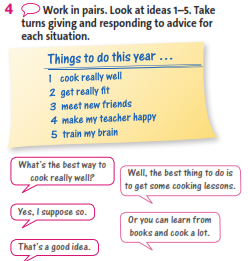 4 Work in pairs. Look at ideas 1–5. Take
turns giving and responding to advice for
each situation.
Things to do this year ...
1 cook really well
2 get really fit
3 meet new friends
4 make my teacher happy
5 train my brain
What's the best way to
cook really well?
Well, the best thing to do is
to get some cooking lessons.
Yes, I suppose so.
Or you can learn from
books and cook a lot.
That's a good idea.